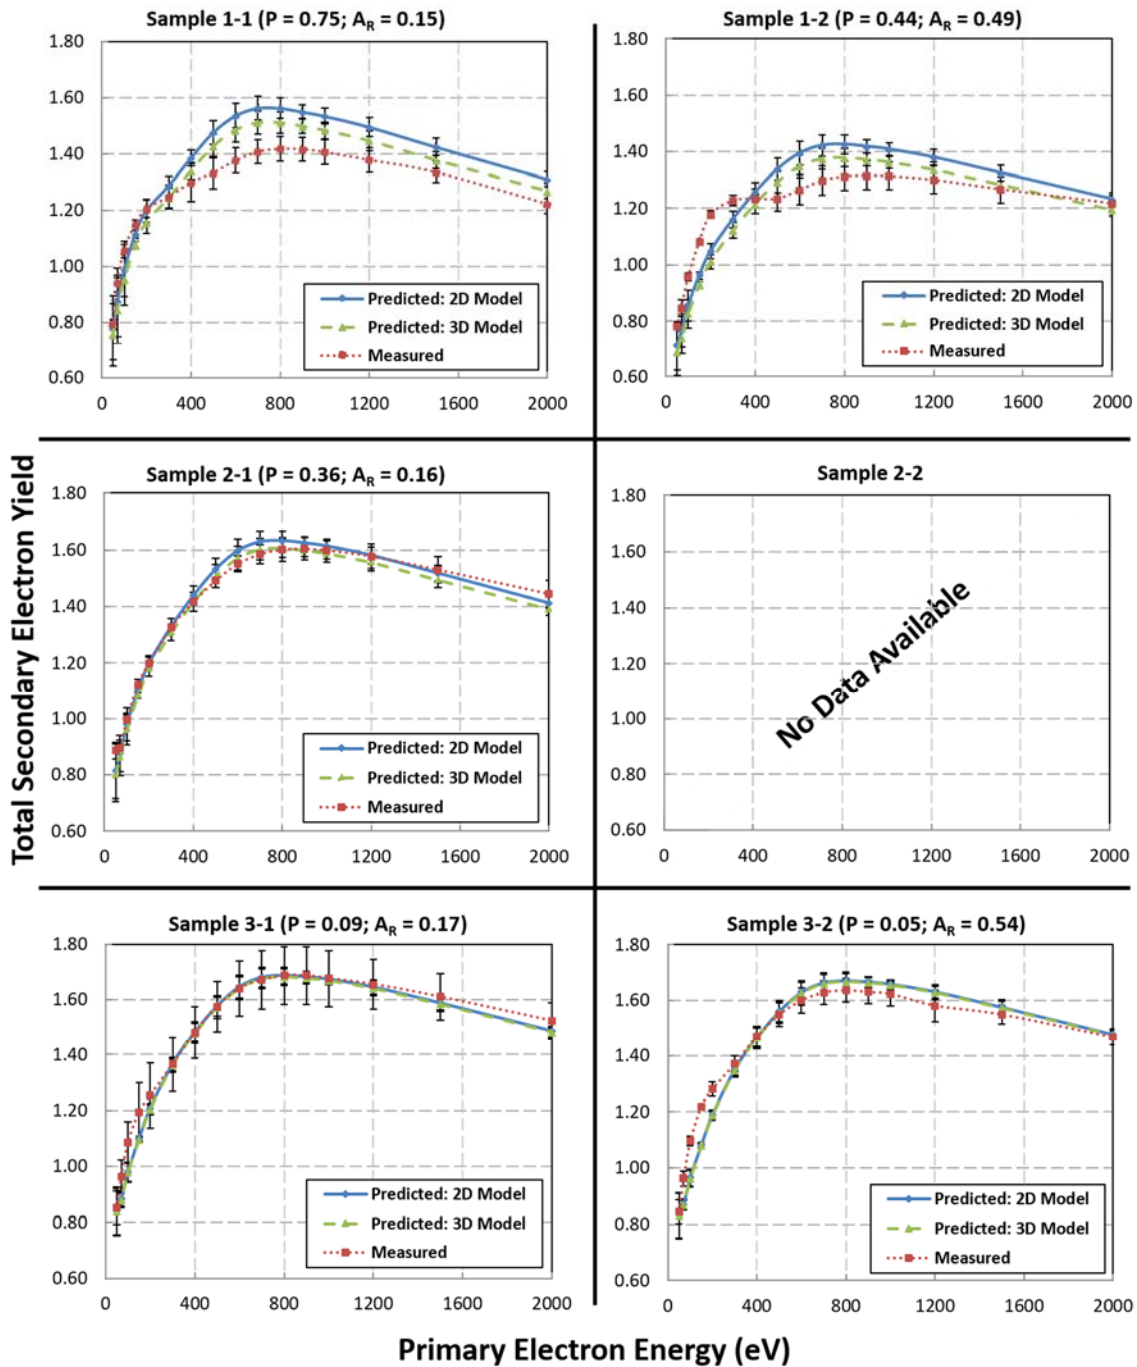 Sample 1-1 (P = 0.75; AR = 0.15)
1.80
1.60
1.40
1.20
1.00
0.80
0.60
Predicted: 2D Model
Predicted: 3D Model
Measured
0 400 800 1200 1600 2000
Sample 1-2 (P = 0.44; AR = 0.49)
1.80
1.60
1.40
1.20
1.00
0.80
0.60
Predicted: 2D Model
Predicted: 3D Model
Measured
0 400 800 1200 1600 2000
Total Secondary Electron Yield
Sample 2-1 (P = 0.36; AR = 0.16)
1.80
1.60
1.40
1.20
1.00
0.80
0.60
Predicted: 2D Model
Predicted: 3D Model
Measured
0 400 800 1200 1600 2000
Sample 2-2
1.80
1.60
1.40
1.20
1.00
0.80
0.60
No Data Available
0 400 800 1200 1600 2000
Sample 3-1 (P = 0.09; AR = 0.17)
1.80
1.60
1.40
1.20
1.00
0.80
0.60
Predicted: 2D Model
Predicted: 3D Model
Measured
0 400 800 1200 1600 2000
Sample 3-2 (P = 0.05; AR = 0.54)
1.80
1.60
1.40
1.20
1.00
0.80
0.60
Predicted: 2D Model
Predicted: 3D Model
Measured
0 400 800 1200 1600 2000
Primary Electron Energy (eV)